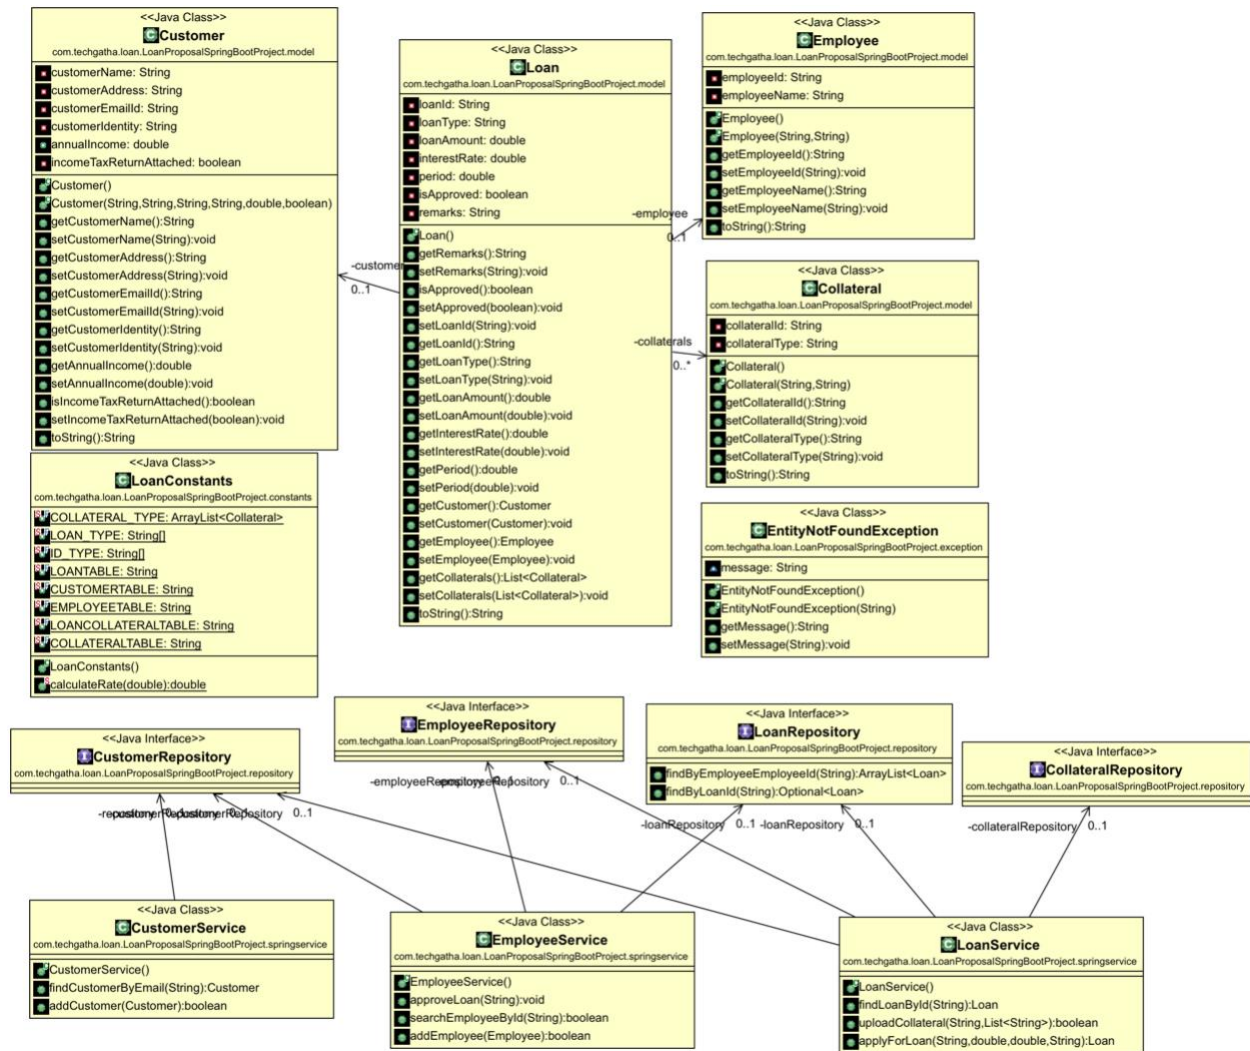 <<Java Class>>
Customer
com.techgatha.loan.LoanProposalSpringBootProject.model
customerName: String
customerAddress: String
customerEmailId: String
customerIdentity: String
annualIncome: double
incomeTaxReturnAttached: boolean
Customer()
Customer(String,String,String,String,double,boolean)
getCustomerName():String
setCustomerName(String):void
getCustomerAddress():String
setCustomerAddress(String):void
getCustomerEmailId():String
setCustomerEmailId(String):void
getCustomerIdentity():String
setCustomerIdentity(String):void
getAnnualIncome():double
setAnnualIncome(double):void
isIncomeTaxReturnAttached():boolean
setIncomeTaxReturnAttached(boolean):void
toString():String
-customer
0..1
<<Java Class>>
Loan
com.techgatha.loan.LoanProposalSpringBootProject.model
loanId: String
loanType: String
loanAmount: double
interestRate: double
period: double
isApproved: boolean
remarks: String
Loan()
getRemarks():String
setRemarks(String):void
isApproved():boolean
setApproved(boolean):void
setLoanId(String):void
getLoanId():String
getLoanType():String
setLoanType(String):void
getLoanAmount():double
setLoanAmount(double):void
getInterestRate():double
setInterestRate(double):void
getPeriod():double
setPeriod(double):void
getCustomer():Customer
setCustomer(Customer):void
getEmployee():Employee
setEmployee(Employee):void
getCollaterals():List<Collateral>
setCollaterals(List<Collateral>):void
toString():String
-employee
0..1
<<Java Class>>
Employee
com.techgatha.loan.LoanProposalSpringBootProject.model
employeeId: String
employeeName: String
Employee()
Employee(String,String)
getEmployeeId():String
setEmployeeId(String):void
getEmployeeName():String
setEmployeeName(String):void
toString():String
-collaterals
0..*
<<Java Class>>
Collateral
com.techgatha.loan.LoanProposalSpringBootProject.model
collateralId: String
collateralType: String
Collateral()
Collateral(String,String)
getCollateralId():String
setCollateralId(String):void
getCollateralType():String
setCollateralType(String):void
toString():String
<<Java Class>>
LoanConstants
com.techgatha.loan.LoanProposalSpringBootProject.constants
COLLATERAL_TYPE: ArrayList<Collateral>
LOAN_TYPE: String[]
ID_TYPE: String[]
LOANTABLE: String
CUSTOMERTABLE: String
EMPLOYEETABLE: String
LOANCOLLATERALTABLE: String
COLLATERALTABLE: String
LoanConstants()
calculateRate(double):double
<<Java Class>>
EntityNotFoundException
com.techgatha.loan.LoanProposalSpringBootProject.exception
message: String
EntityNotFoundException()
EntityNotFoundException(String)
getMessage():String
setMessage(String):void
<<Java Interface>>
CustomerRepository
com.techgatha.loan.LoanProposalSpringBootProject.repository
<<Java Interface>>
EmployeeRepository
com.techgatha.loan.LoanProposalSpringBootProject.repository
<<Java Interface>>
LoanRepository
com.techgatha.loan.LoanProposalSpringBootProject.repository
findByEmployeeEmployeeId(String):ArrayList<Loan>
findByLoanId(String):Optional<Loan>
<<Java Interface>>
CollateralRepository
com.techgatha.loan.LoanProposalSpringBootProject.repository
0..1
0..1
-loanRepository
0..1
-loanRepository
0..1
-collateralRepository
0..1
<<Java Class>>
CustomerService
com.techgatha.loan.LoanProposalSpringBootProject.springservice
CustomerService()
findCustomerByEmail(String):Customer
addCustomer(Customer):boolean
<<Java Class>>
EmployeeService
com.techgatha.loan.LoanProposalSpringBootProject.springservice
EmployeeService()
approveLoan(String):void
searchEmployeeById(String):boolean
addEmployee(Employee):boolean
<<Java Class>>
LoanService
com.techgatha.loan.LoanProposalSpringBootProject.springservice
LoanService()
findLoanById(String):Loan
uploadCollateral(String,List<String>):boolean
applyForLoan(String,double,double,String):Loan